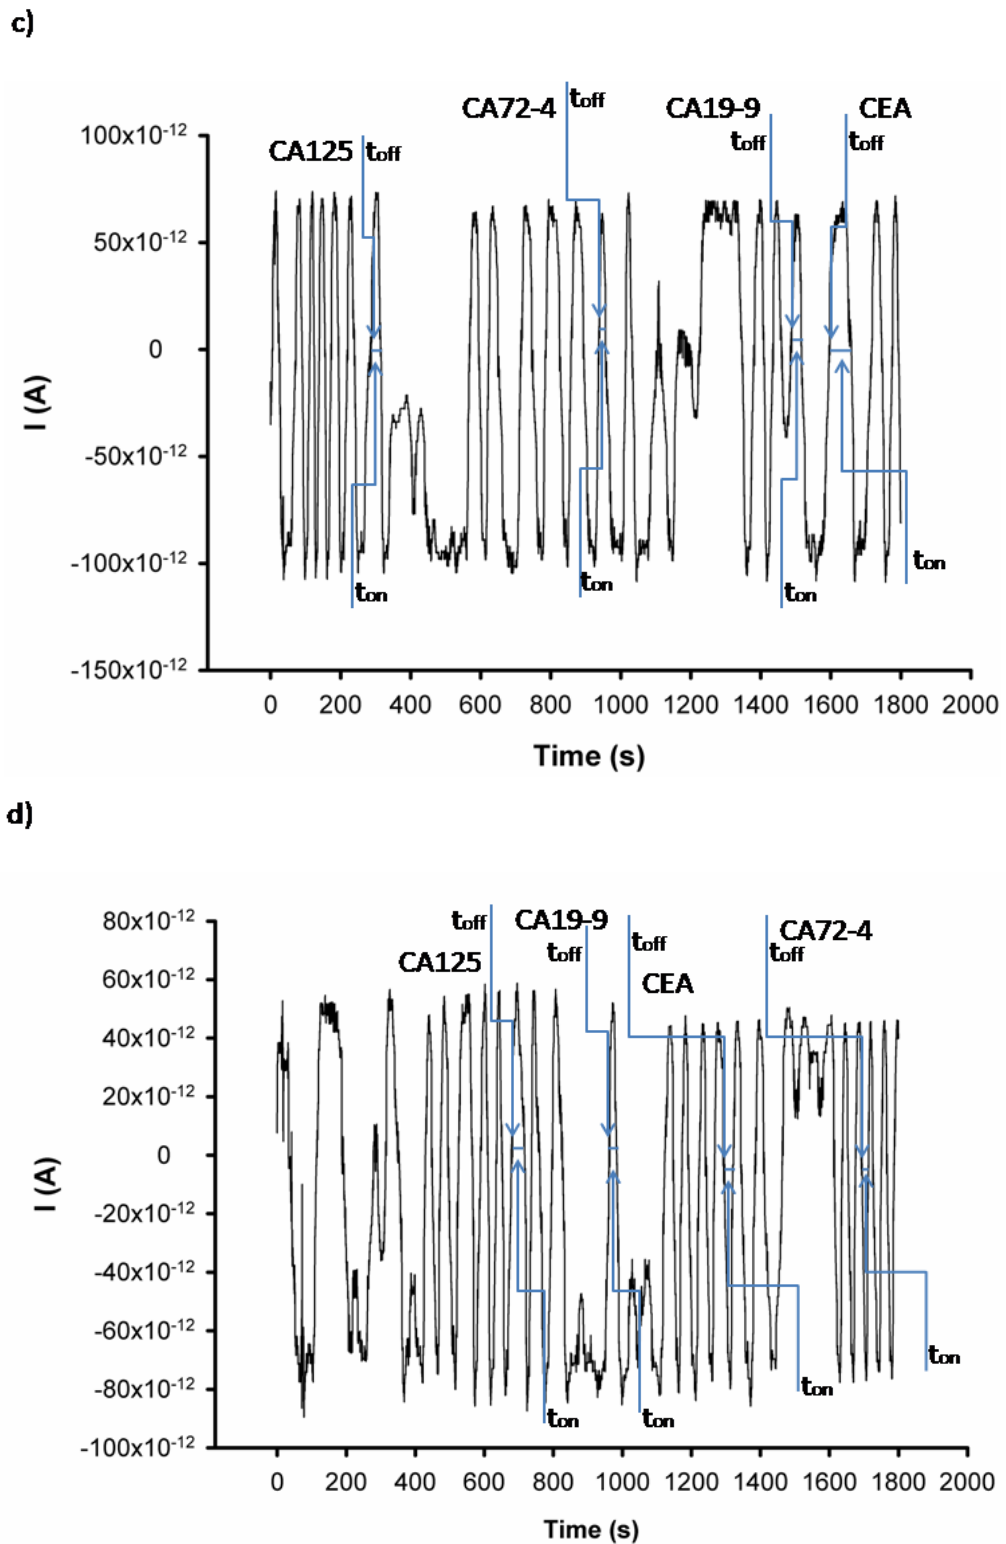 c)
CA72-4 toff
CA19-9 toff
CEA toff
CA125 toff
100x10-12
50x10-12
0
-50x10-12
-100x10-12
-150x10-12
I (A)
ton
ton
ton
ton
0 200 400 600 800 1000 1200 1400 1600 1800 2000
Time (s)
d)
toff
CA19-9
toff
toff
CA72-4
toff
CA125
CEA
80x10-12
60x10-12
40x10-12
20x10-12
0
-20x10-12
-40x10-12
-60x10-12
-80x10-12
-100x10-12
I (A)
ton
ton
ton
ton
0 200 400 600 800 1000 1200 1400 1600 1800 2000
Time (s)